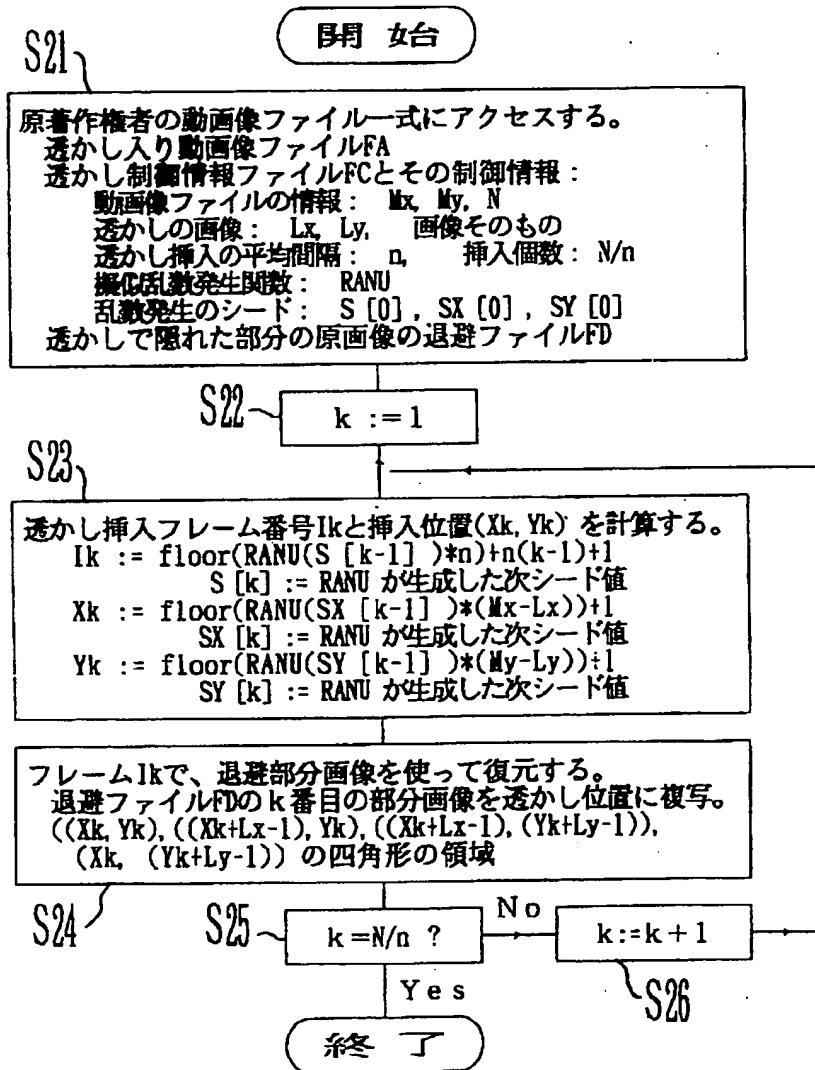 開 始
S21
原著作権者の動画像ファイル一式にアクセスする。
透かし入り動画像ファイルFA
透かし制御情報ファイルFCとその制御情報:
動画像ファイルの情報: Mx, My, N
透かしの画像: Lx, Ly, 画像そのもの
透かし挿入の平均間隔: n, 挿入個数: N/n
擬似乱数発生関数: RANU
乱数発生のシード: S [0] , SX [0] , SY [0]
透かしで隠れた部分の原画像の退避ファイルFD
S22
k :=1
S23
透かし挿入フレーム番号Ikと挿入位置(Xk, Yk) を計算する。
Ik := floor(RANU(S [k-1] )*n)+n(k-1)+1
S [k] := RANU が生成した次シード値
Xk := floor(RANU(SX [k-1] )*(Mx-Lx))+1
SX [k] := RANU が生成した次シード値
Yk := floor(RANU(SY [k-1] )*(My-Ly))+1
SY [k] := RANU が生成した次シード値
フレームIkで、退避部分画像を使って復元する。
退避ファイルFDのk番目の部分画像を透かし位置に複写。
((Xk, Yk), ((Xk+Lx-1), Yk), ((Xk+Lx-1), (Yk+Ly-1)),
(Xk, (Yk+Ly-1)) の四角形の領域
S24
S25
k=N/n ?
No
k:=k+1
S26
Yes
終 了